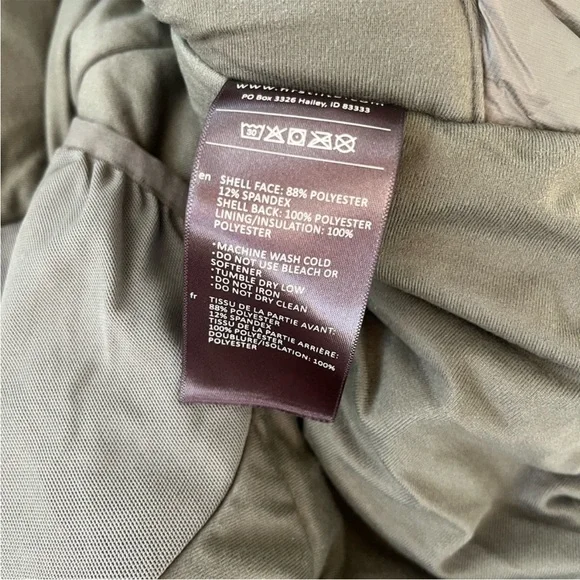 PO Box 3326 Hailey, ID 83333
30
en
SHELL FACE: 88% POLYESTER
12% SPANDEX
SHELL BACK: 100% POLYESTER
LINING/INSULATION: 100%
POLYESTER
•MACHINE WASH COLD
•DO NOT USE BLEACH OR
SOFTENER
•TUMBLE DRY LOW
•DO NOT IRON
•DO NOT DRY CLEAN
fr
TISSU DE LA PARTIE AVANT:
88% POLYESTER
12% SPANDEX
TISSU DE LA PARTIE ARRIÈRE:
100% POLYESTER
DOUBLURE/ISOLATION: 100%
POLYESTER